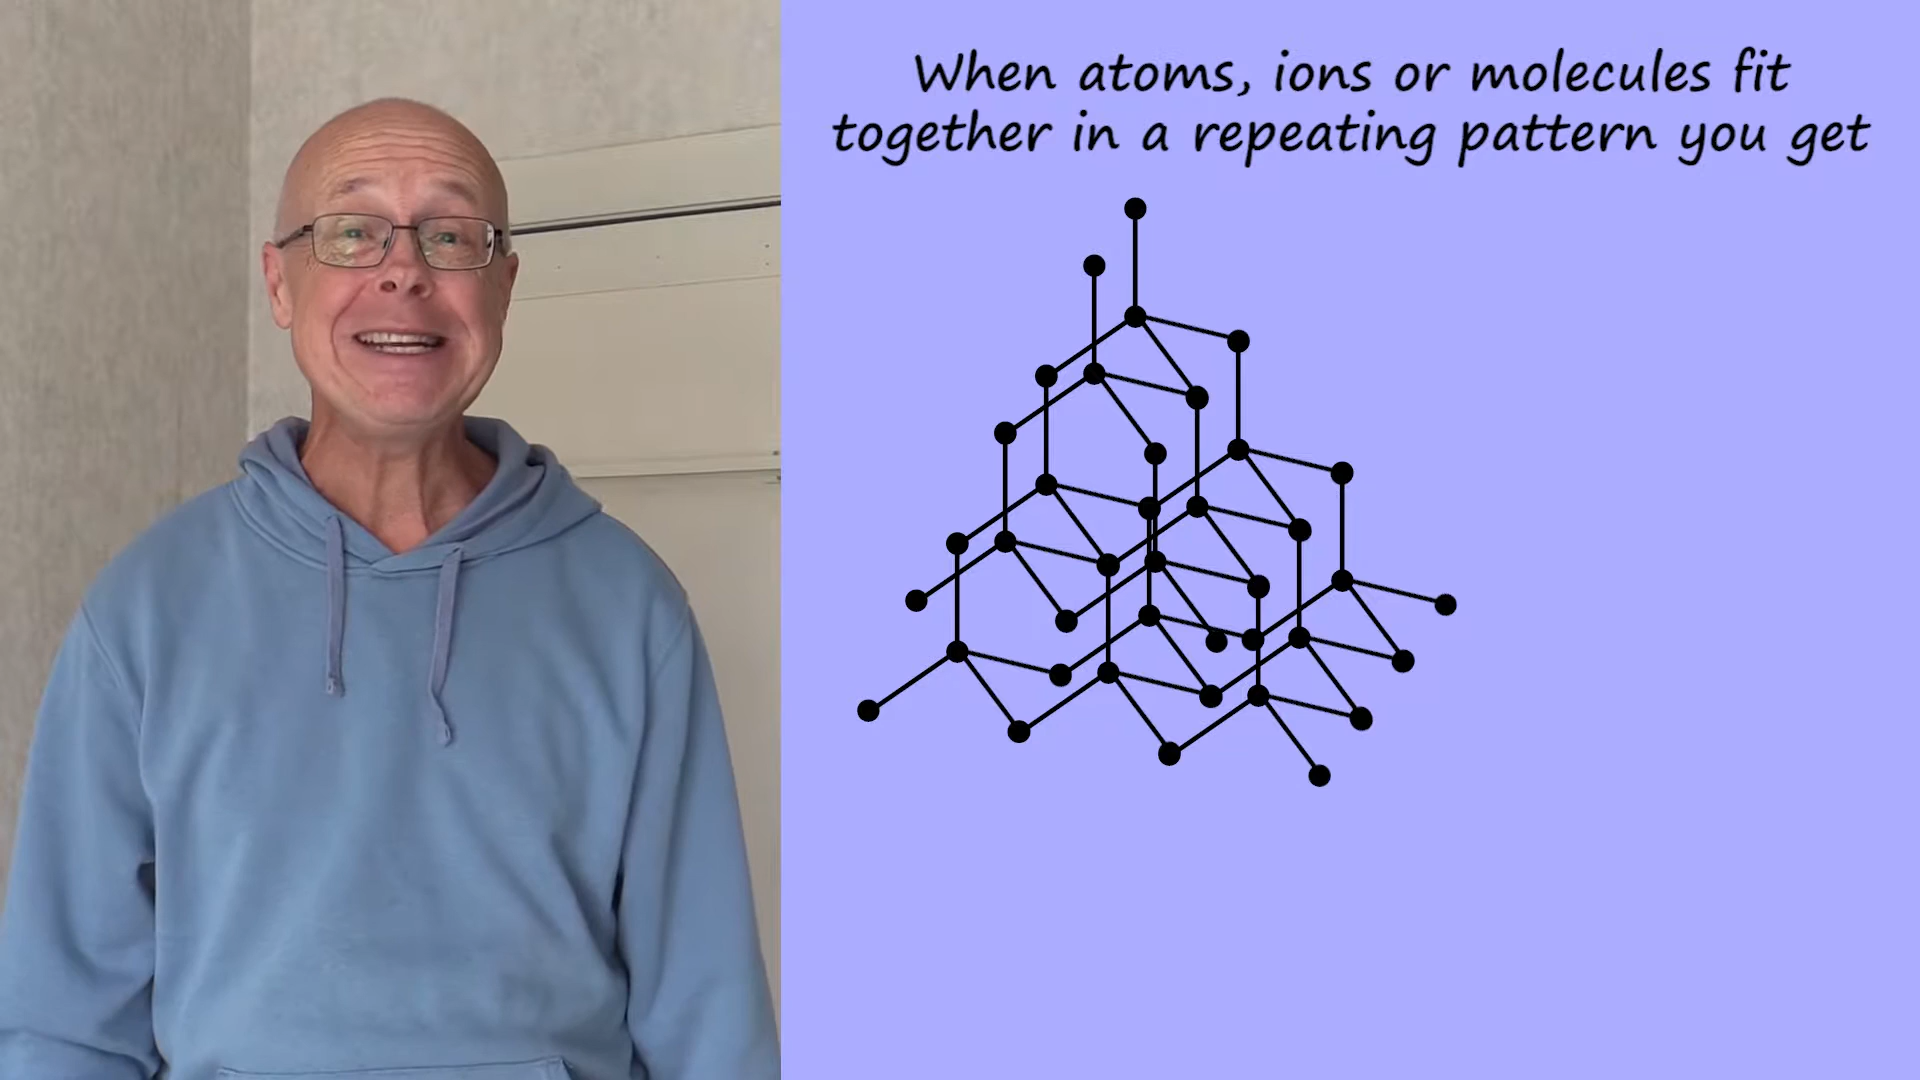 When atoms, ions or molecules fit
together in a repeating pattern you get